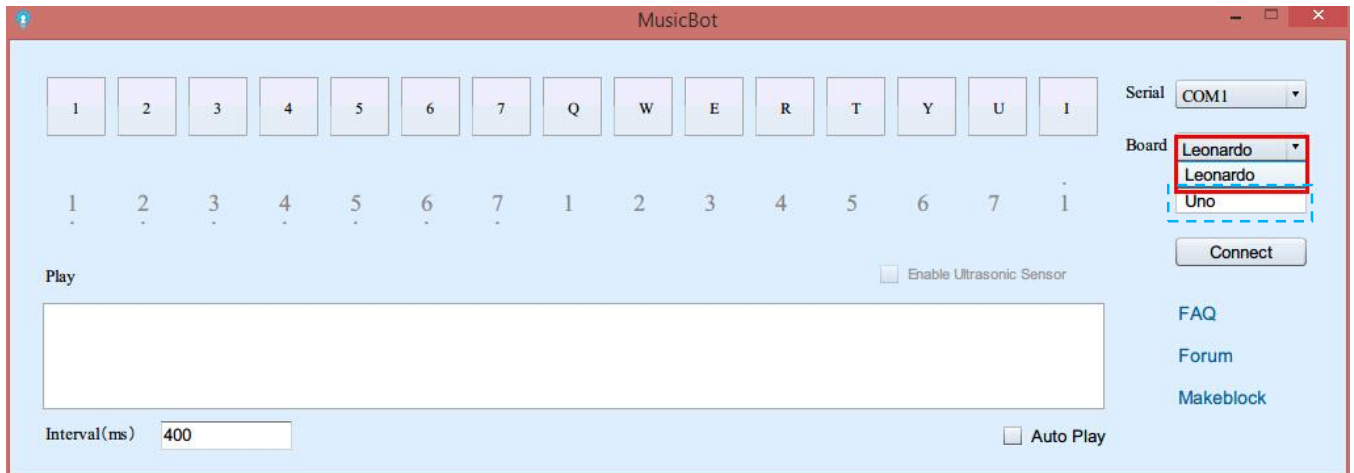 MusicBot
1 2 3 4 5 6 7 Q W E R T Y U I
Serial COM1
Board Leonardo
Leonardo
Uno
1 2 3 4 5 6 7 1 2 3 4 5 6 7 1
Connect
Play
Enable Ultrasonic Sensor
FAQ
Forum
Makeblock
Interval(ms) 400
Auto Play